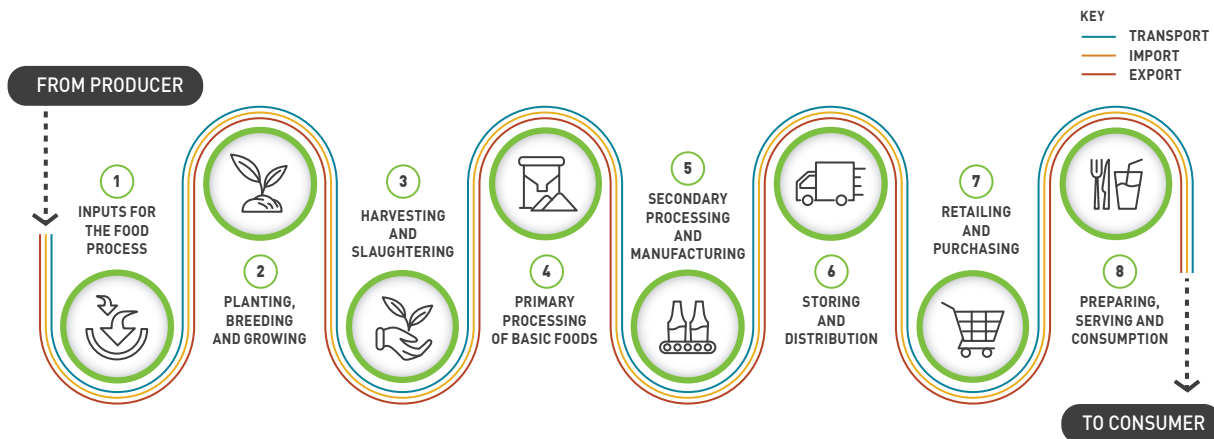 KEY
TRANSPORT
IMPORT
EXPORT
FROM PRODUCER
1
INPUTS FOR
THE FOOD
PROCESS
2
PLANTING,
BREEDING
AND GROWING
3
HARVESTING
AND
SLAUGHTERING
4
PRIMARY
PROCESSING
OF BASIC FOODS
5
SECONDARY
PROCESSING
AND
MANUFACTURING
6
STORING
AND
DISTRIBUTION
7
RETAILING
AND
PURCHASING
8
PREPARING,
SERVING AND
CONSUMPTION
TO CONSUMER